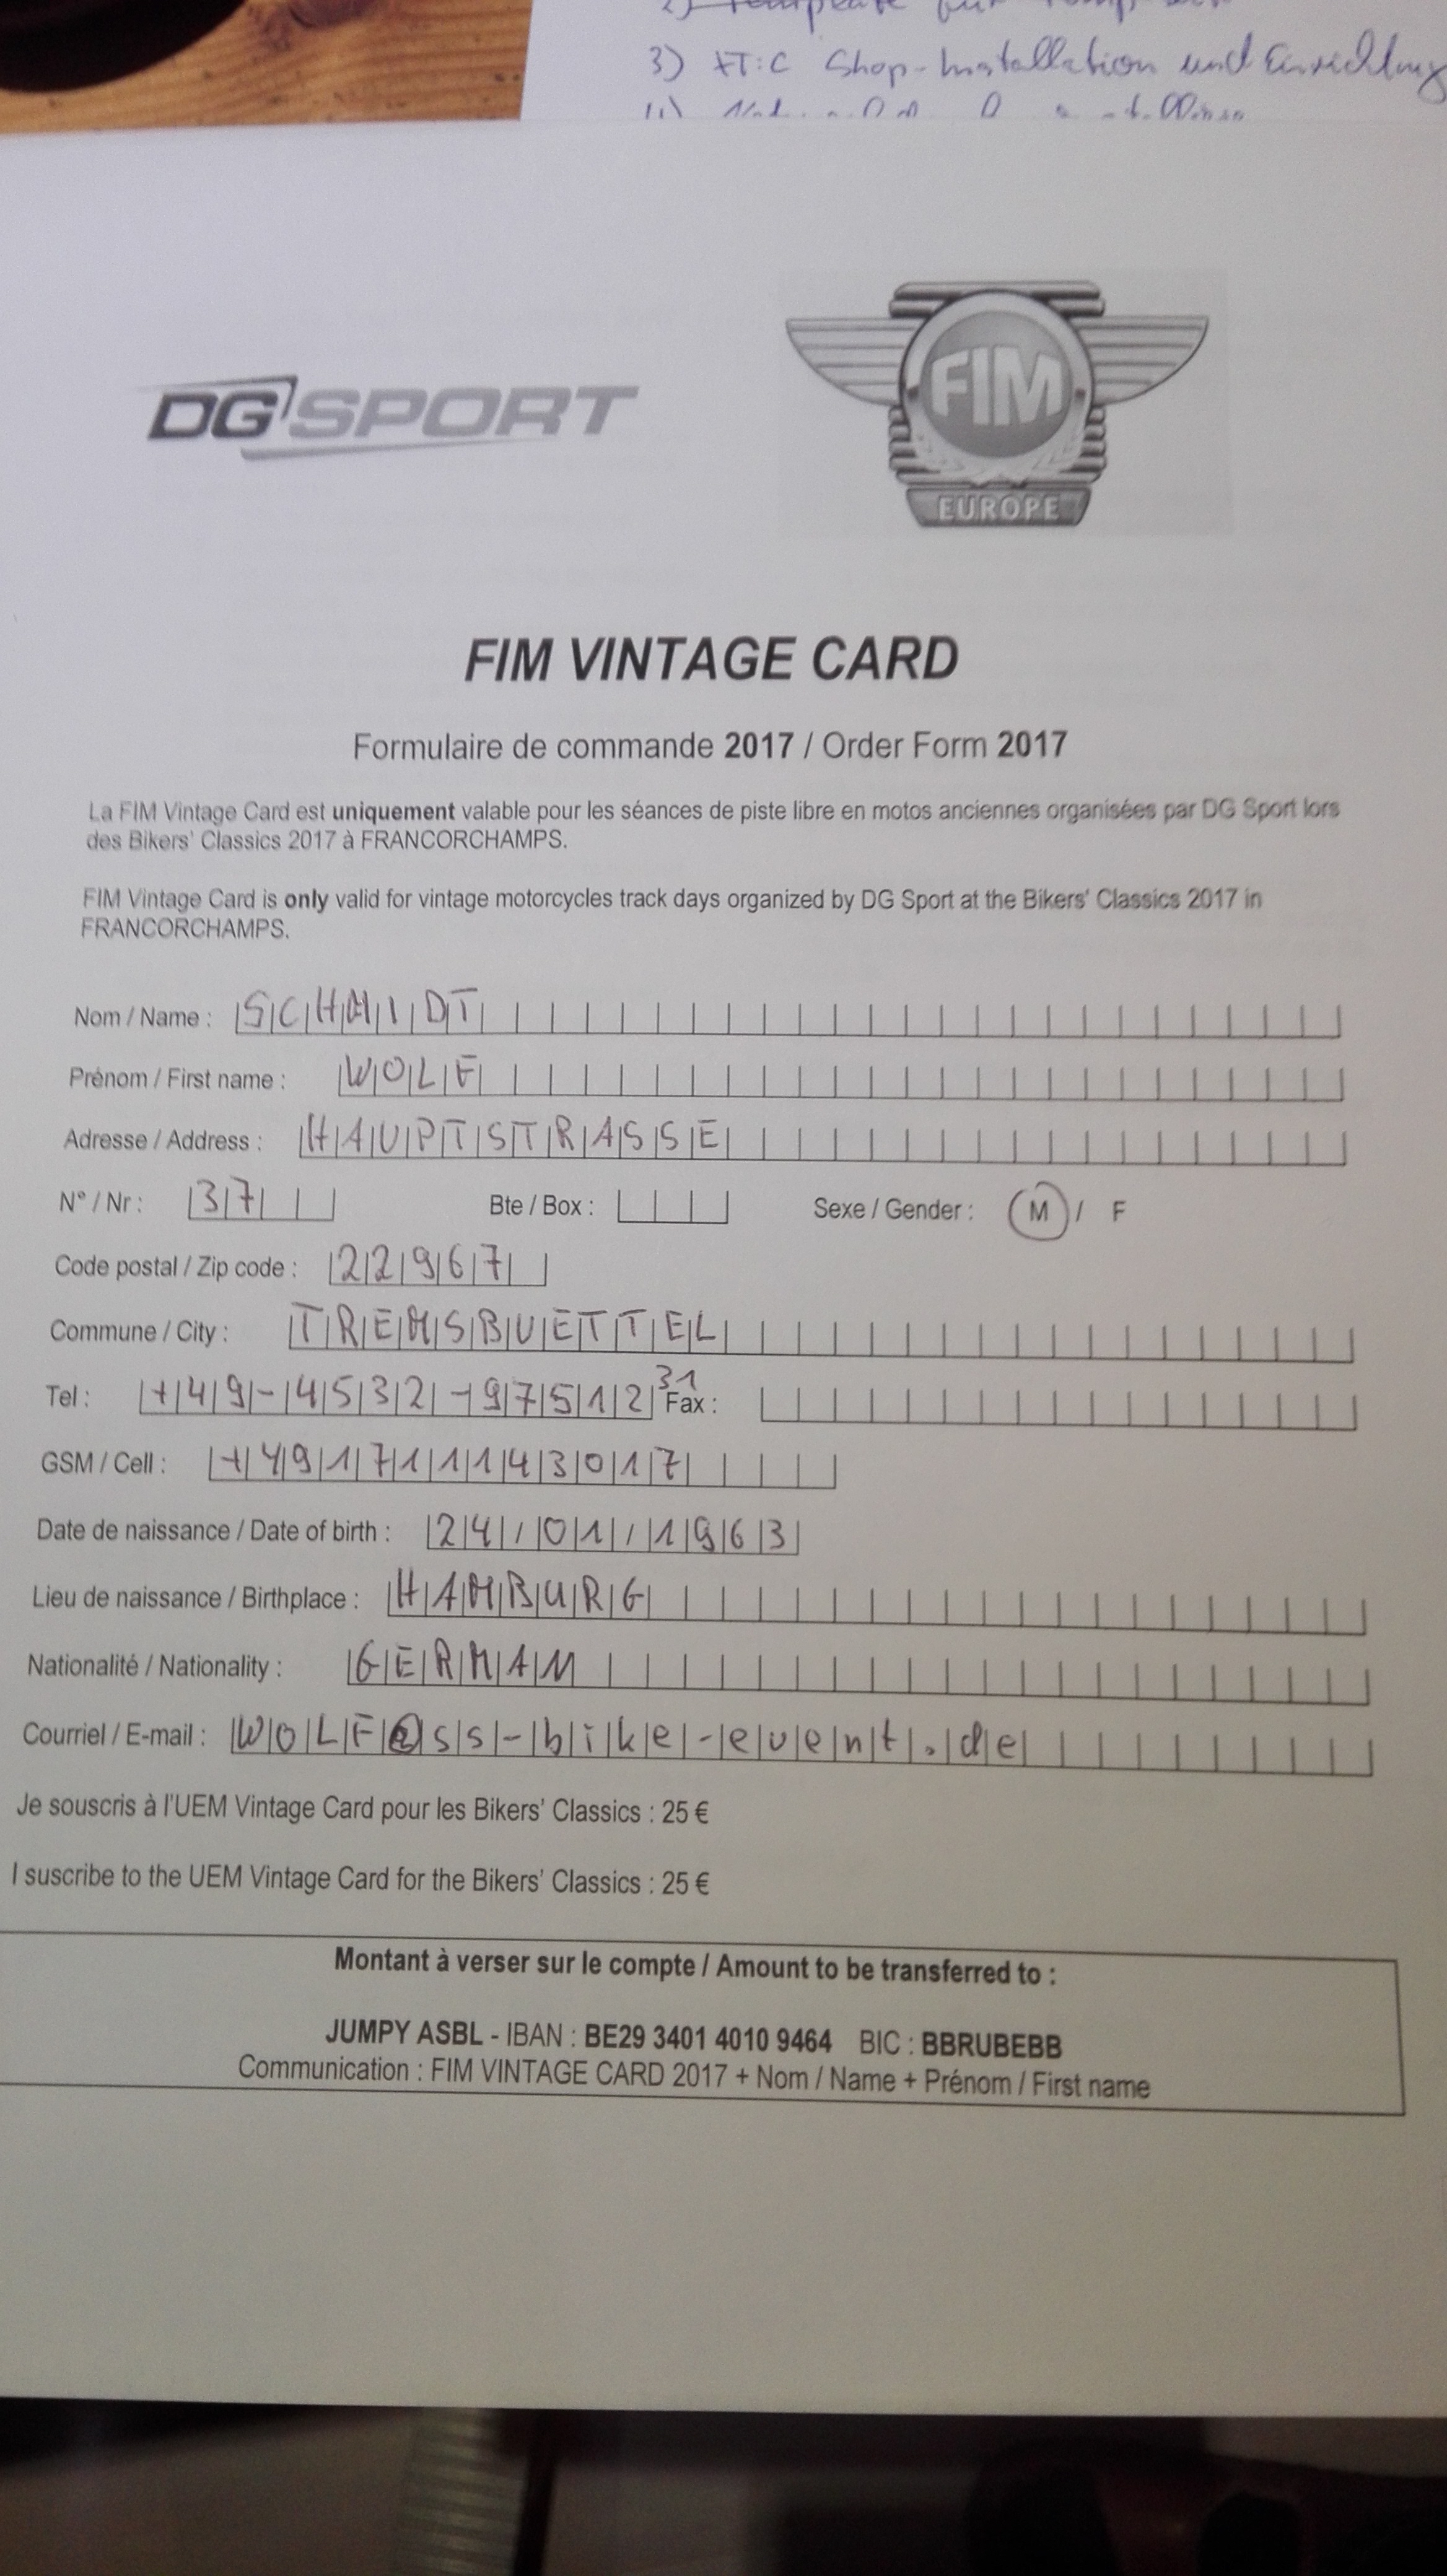 3) XT:C Shop-Installation und Einrichtung
DG SPORT
FIM
EUROPE
FIM VINTAGE CARD
Formulaire de commande 2017 / Order Form 2017
La FIM Vintage Card est uniquement valable pour les séances de piste libre en motos anciennes organisées par DG Sport lors
des Bikers' Classics 2017 à FRANCORCHAMPS.
FIM Vintage Card is only valid for vintage motorcycles track days organized by DG Sport at the Bikers' Classics 2017 in
FRANCORCHAMPS.
Nom / Name : SCHMIDT
Prénom / First name : WOLF
Adresse / Address : HAUPTSTRASSE
N° / Nr : 37 Bte / Box : Sexe / Gender : M / F
Code postal / Zip code : 22967
Commune / City : TREMSBUETTEL
Tel : +49-4532-9751231 Fax :
GSM / Cell : +491711143017
Date de naissance / Date of birth : 24/01/1963
Lieu de naissance / Birthplace : HAMBURG
Nationalité / Nationality : GERMAN
Courriel / E-mail : WOLF@ss-bike-event.de
Je souscris à l'UEM Vintage Card pour les Bikers' Classics : 25 €
I suscribe to the UEM Vintage Card for the Bikers' Classics : 25 €
Montant à verser sur le compte / Amount to be transferred to :
JUMPY ASBL - IBAN : BE29 3401 4010 9464 BIC : BBRUBEBB
Communication : FIM VINTAGE CARD 2017 + Nom / Name + Prénom / First name